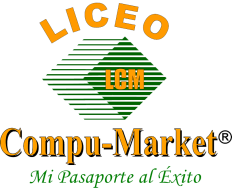 LICEO
LCM
Compu-Market®
Mi Pasaporte al Éxito